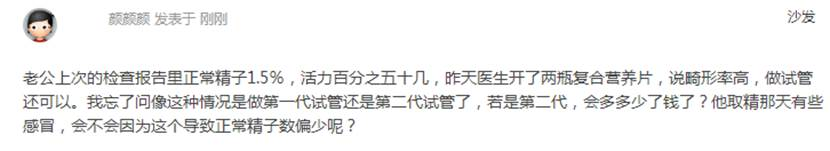 颜颜颜 发表于 刚刚
沙发
老公上次的检查报告里正常精子1.5%，活力百分之五十几，昨天医生开了两瓶复合营养片，说畸形率高，做试管
还可以。我忘了问像这种情况是做第一代试管还是第二代试管了，若是第二代，会多多少了钱了？他取精那天有些
感冒，会不会因为这个导致正常精子数偏少呢？